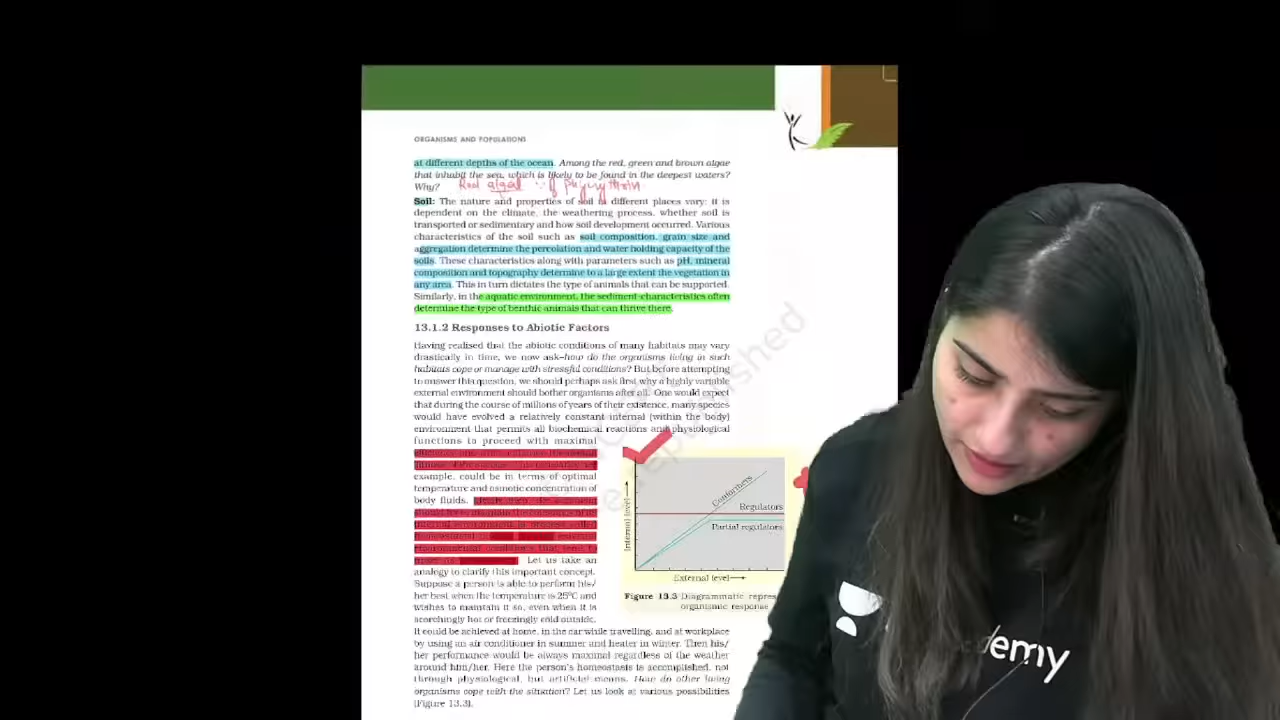 ORGANISMS AND POPULATIONS
at different depths of the ocean. Among the red, green and brown algae
that inhabit the sea, which is likely to be found in the deepest waters?
Why?
Red algae ∵ of
Soil: The nature and properties of soil in different places vary; it is
dependent on the climate, the weathering process, whether soil is
transported or sedimentary and how soil development occurred. Various
characteristics of the soil such as soil composition, grain size and
aggregation determine the percolation and water holding capacity of the
soils. These characteristics along with parameters such as pH, mineral
composition and topography determine to a large extent the vegetation in
any area. This in turn dictates the type of animals that can be supported.
Similarly, in the aquatic environment, the sediment-characteristics often
determine the type of benthic animals that can thrive there.
13.1.2 Responses to Abiotic Factors
Having realised that the abiotic conditions of many habitats may vary
drastically in time, we now ask–how do the organisms living in such
habitats cope or manage with stressful conditions? But before attempting
to answer this question, we should perhaps ask first why a highly variable
external environment should bother organisms after all. One would expect
that during the course of millions of years of their existence, many species
would have evolved a relatively constant internal (within the body)
environment that permits all biochemical reactions and physiological
functions to proceed with maximal
example, could be in terms of optimal
temperature and osmotic concentration of
body fluids.
Let us take an
analogy to clarify this important concept.
Suppose a person is able to perform his/
her best when the temperature is 25°C and
wishes to maintain it so, even when it is
scorchingly hot or freezingly cold outside.
Conformers
Regulators
Partial regulators
Internal level
External level
Figure 13.3 Diagrammatic
organismic response
It could be achieved at home, in the car while travelling, and at workplace
by using an air conditioner in summer and heater in winter. Then his/
her performance would be always maximal regardless of the weather
around him/her. Here the person's homeostasis is accomplished, not
through physiological, but artificial means. How do other living
organisms cope with the situation? Let us look at various possibilities
(Figure 13.3).
demy